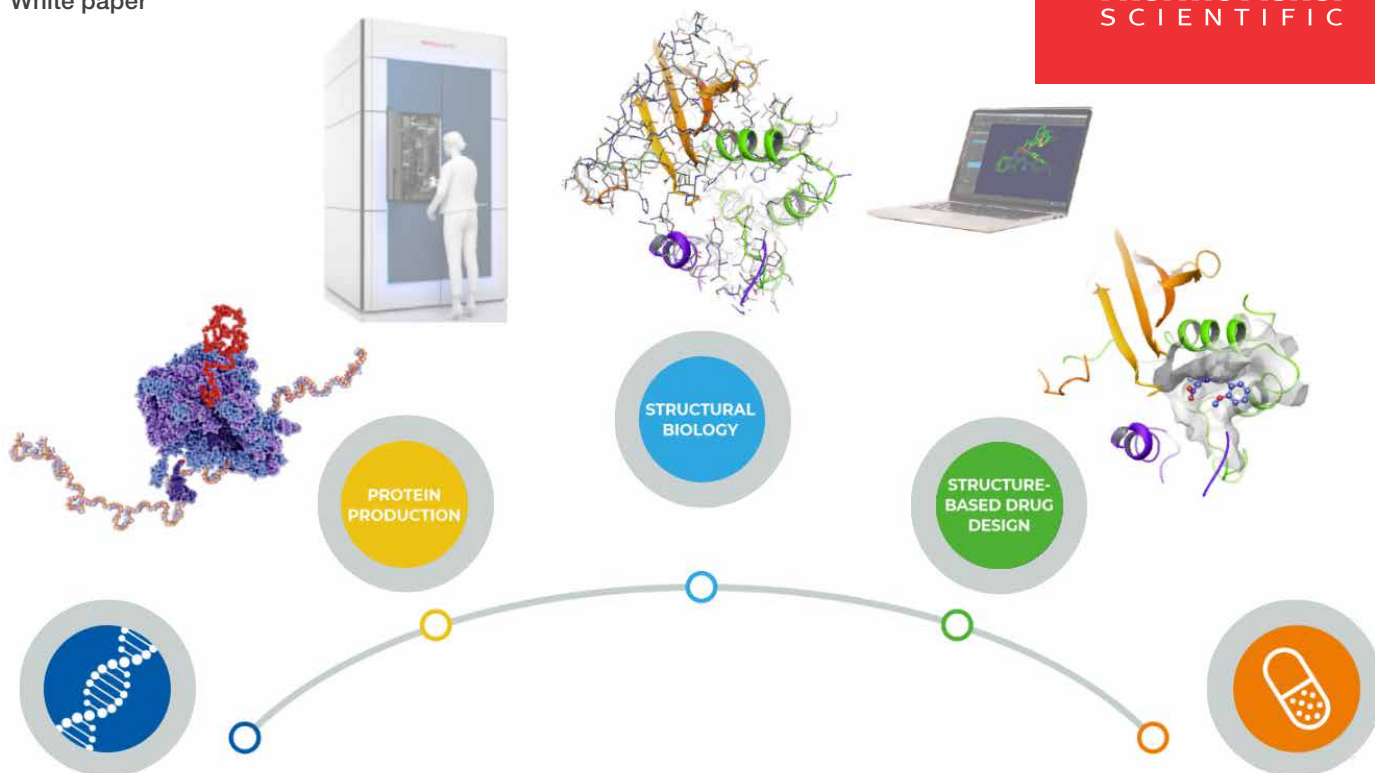 White paper
SCIENTIFIC
PROTEIN
PRODUCTION
STRUCTURAL
BIOLOGY
STRUCTURE-
BASED DRUG
DESIGN